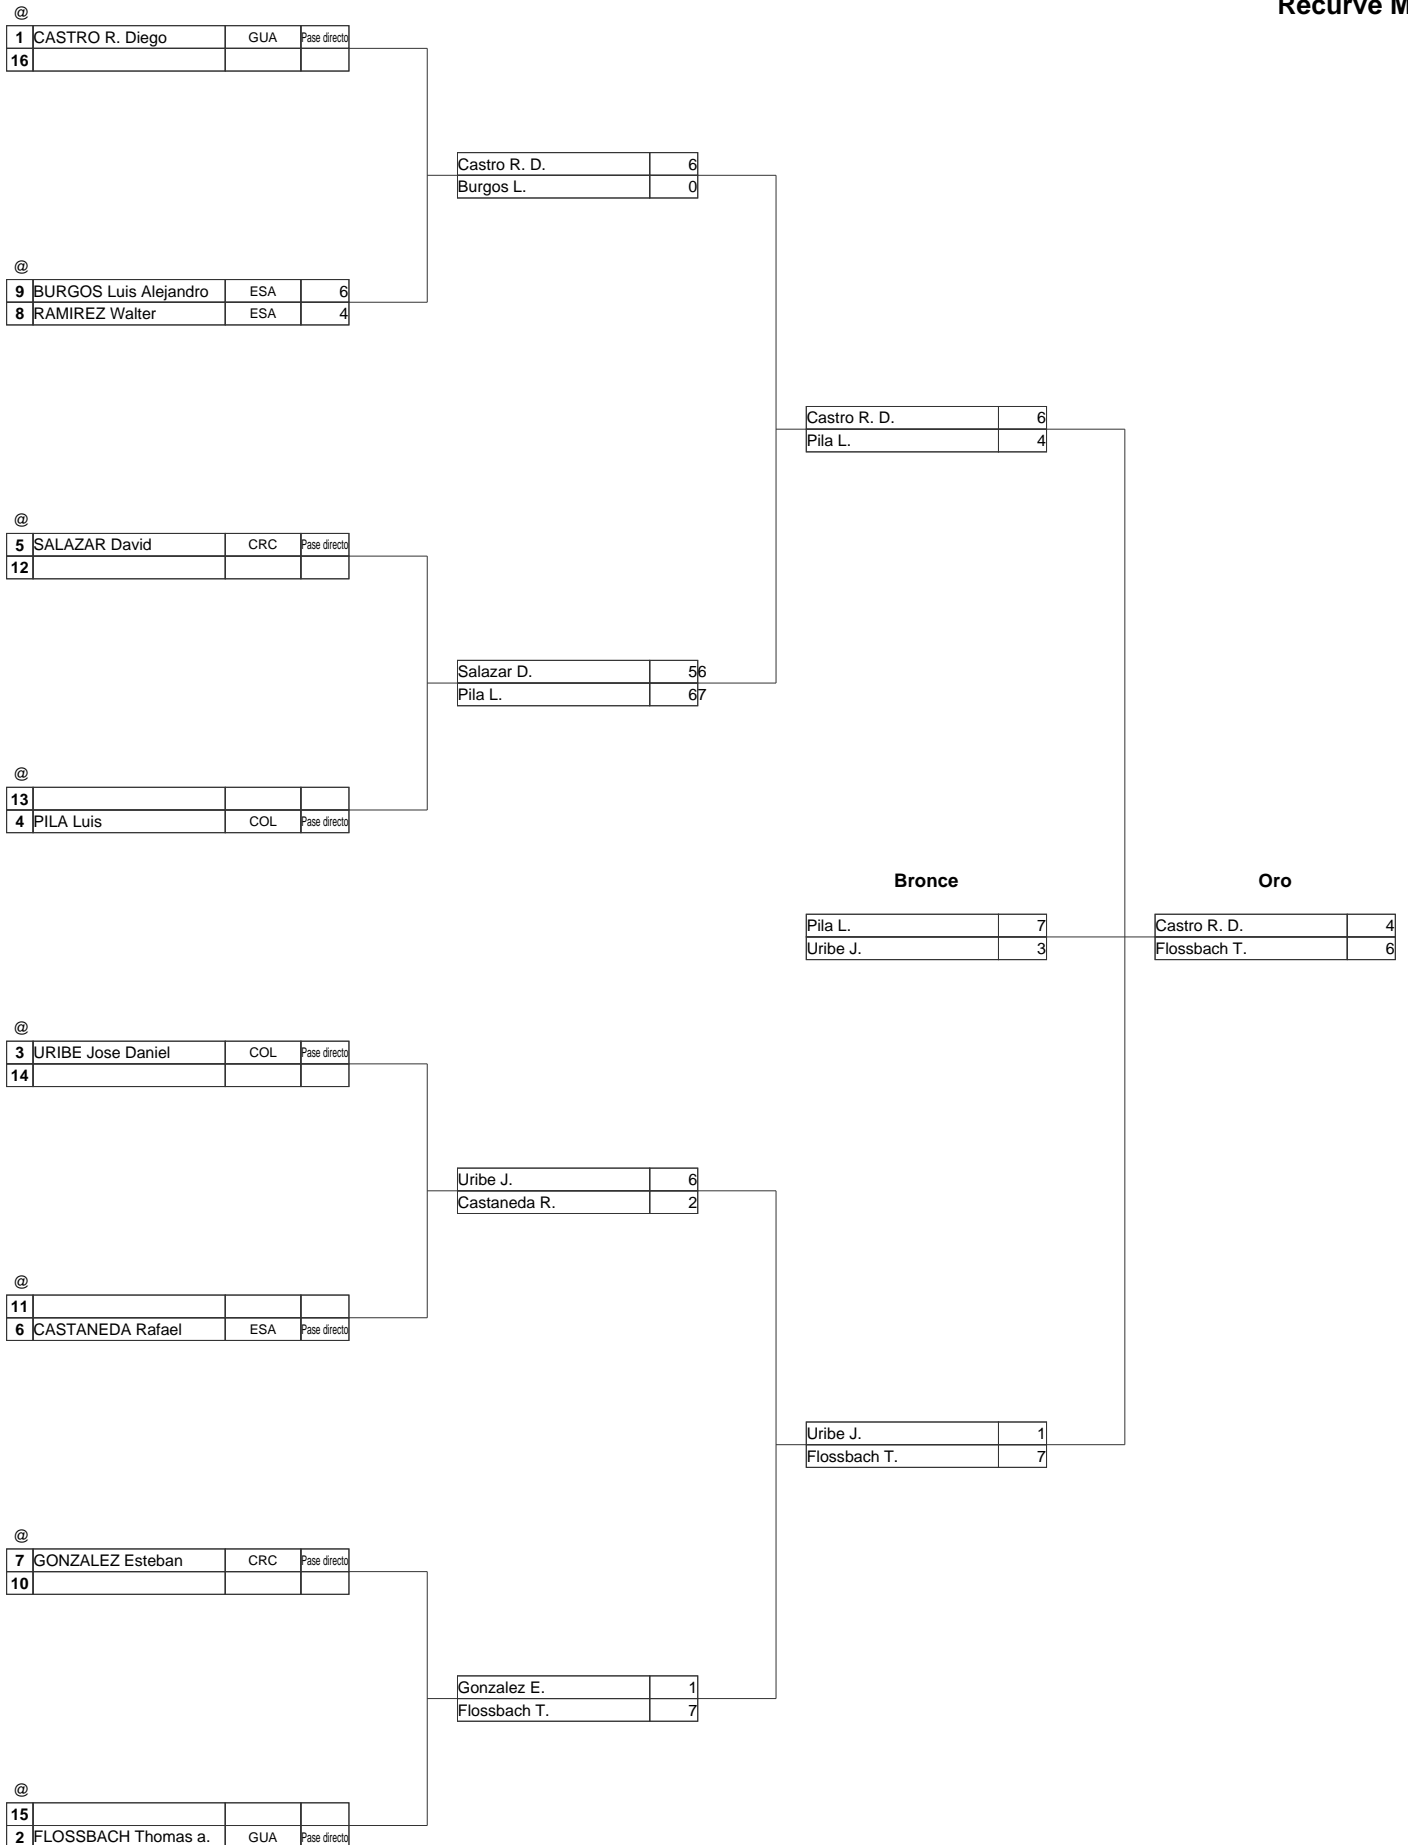 Recurve M
@
1 CASTRO R. Diego GUA Pase directo
16
Castro R. D. 6
Burgos L. 0
@
9 BURGOS Luis Alejandro ESA 6
8 RAMIREZ Walter ESA 4
Castro R. D. 6
Pila L. 4
@
5 SALAZAR David CRC Pase directo
12
Salazar D. 5 6
Pila L. 6 7
@
13
4 PILA Luis COL Pase directo
Bronce Oro
Pila L. 7 Castro R. D. 4
Uribe J. 3 Flossbach T. 6
@
3 URIBE Jose Daniel COL Pase directo
14
Uribe J. 6
Castaneda R. 2
@
11
6 CASTANEDA Rafael ESA Pase directo
Uribe J. 1
Flossbach T. 7
@
7 GONZALEZ Esteban CRC Pase directo
10
Gonzalez E. 1
Flossbach T. 7
@
15
2 FLOSSBACH Thomas a. GUA Pase directo